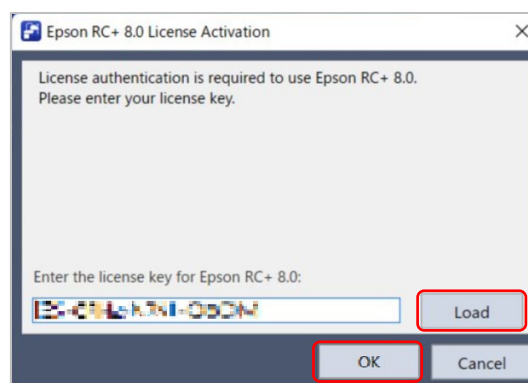 Epson RC+ 8.0 License Activation
License authentication is required to use Epson RC+ 8.0.
Please enter your license key.
Enter the license key for Epson RC+ 8.0:
Load
OK
Cancel